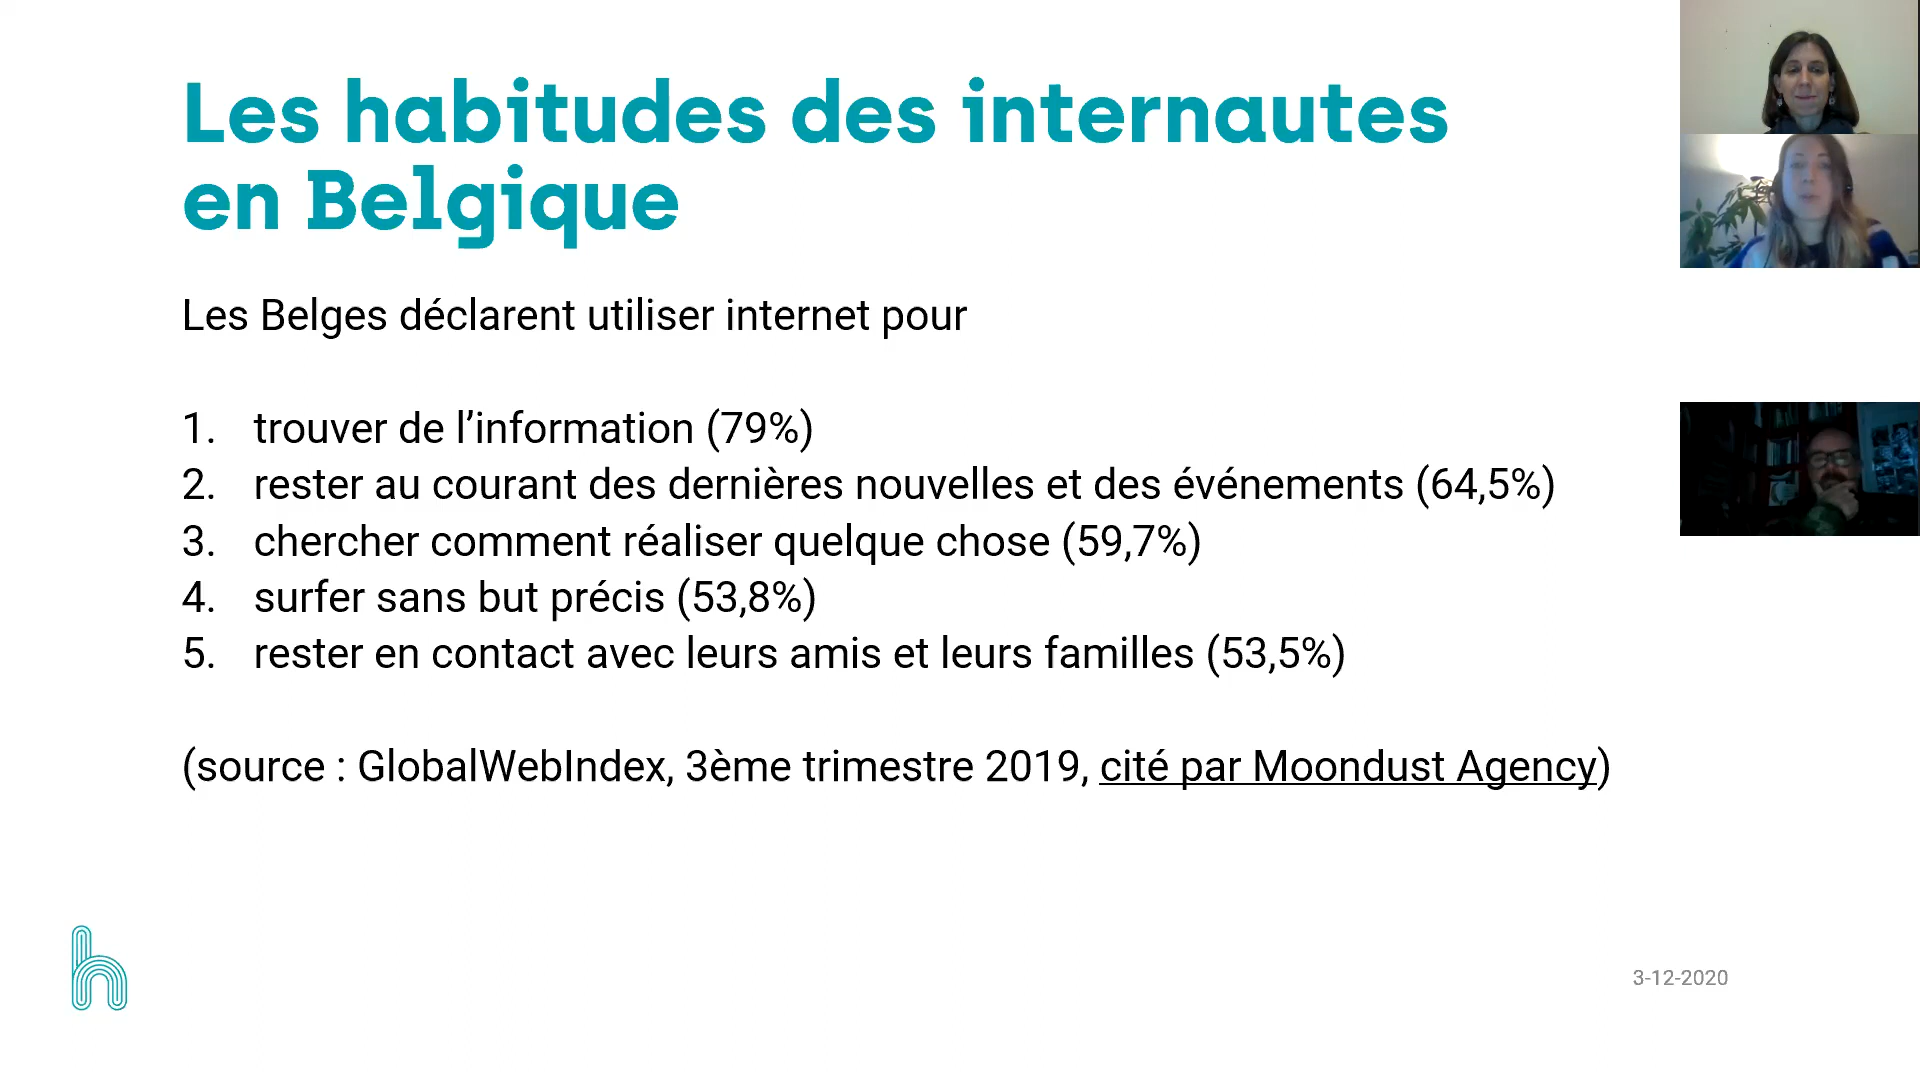 Les habitudes des internautes
en Belgique
Les Belges déclarent utiliser internet pour
1. trouver de l’information (79%)
2. rester au courant des dernières nouvelles et des événements (64,5%)
3. chercher comment réaliser quelque chose (59,7%)
4. surfer sans but précis (53,8%)
5. rester en contact avec leurs amis et leurs familles (53,5%)
(source : GlobalWebIndex, 3ème trimestre 2019, cité par Moondust Agency)
h
3-12-2020